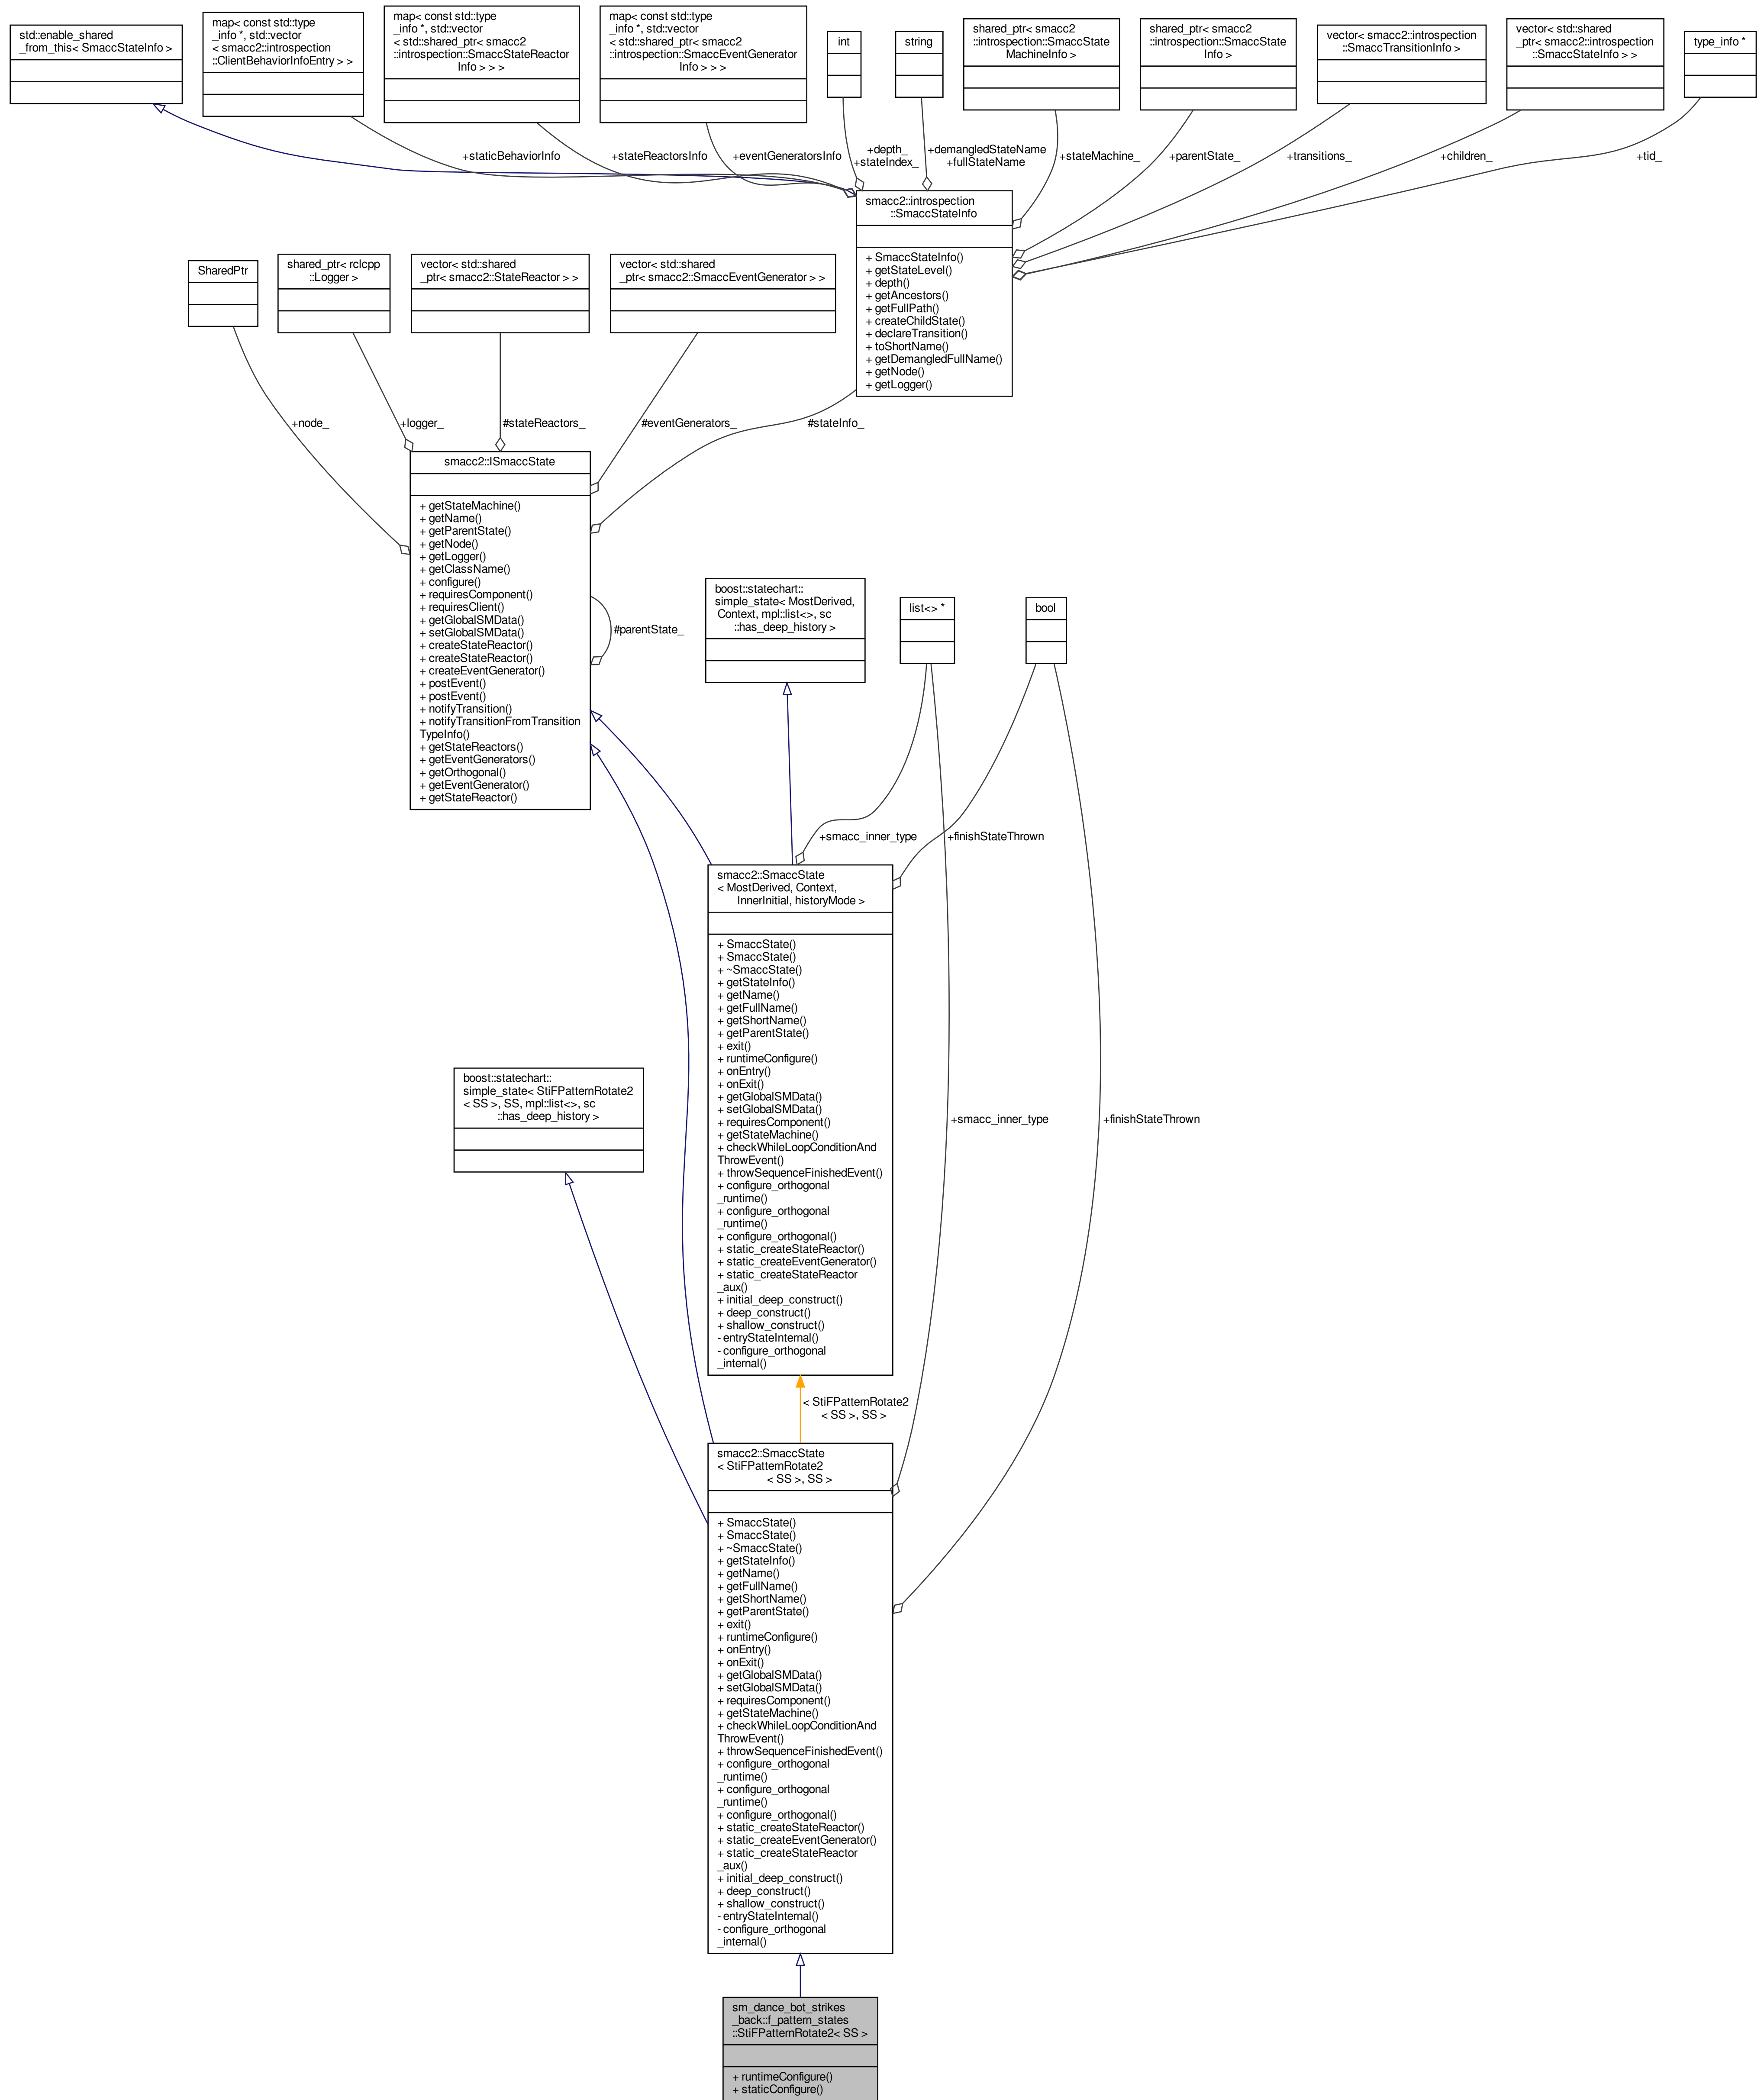 std::enable_shared
_from_this< SmaccStateInfo >
map< const std::type
_info *, std::vector
< smacc2::introspection
::ClientBehaviorInfoEntry > >
map< const std::type
_info *, std::vector
< std::shared_ptr< smacc2
::introspection::SmaccStateReactor
Info > > >
map< const std::type
_info *, std::vector
< std::shared_ptr< smacc2
::introspection::SmaccEventGenerator
Info > > >
int
string
shared_ptr< smacc2
::introspection::SmaccState
MachineInfo >
shared_ptr< smacc2
::introspection::SmaccState
Info >
vector< smacc2::introspection
::SmaccTransitionInfo >
vector< std::shared
_ptr< smacc2::introspection
::SmaccStateInfo > >
type_info *
+staticBehaviorInfo
+stateReactorsInfo
+eventGeneratorsInfo
+depth_
+stateIndex_
+demangledStateName
+fullStateName
+stateMachine_
+parentState_
+transitions_
+children_
+tid_
smacc2::introspection
::SmaccStateInfo
+ SmaccStateInfo()
+ getStateLevel()
+ depth()
+ getAncestors()
+ getFullPath()
+ createChildState()
+ declareTransition()
+ toShortName()
+ getDemangledFullName()
+ getNode()
+ getLogger()
SharedPtr
shared_ptr< rclcpp
::Logger >
vector< std::shared
_ptr< smacc2::StateReactor > >
vector< std::shared
_ptr< smacc2::SmaccEventGenerator > >
+node_
+logger_
#stateReactors_
#eventGenerators_
#stateInfo_
smacc2::ISmaccState
+ getStateMachine()
+ getName()
+ getParentState()
+ getNode()
+ getLogger()
+ getClassName()
+ configure()
+ requiresComponent()
+ requiresClient()
+ getGlobalSMData()
+ setGlobalSMData()
+ createStateReactor()
+ createStateReactor()
+ createEventGenerator()
+ postEvent()
+ postEvent()
+ notifyTransition()
+ notifyTransitionFromTransition
TypeInfo()
+ getStateReactors()
+ getEventGenerators()
+ getOrthogonal()
+ getEventGenerator()
+ getStateReactor()
#parentState_
boost::statechart::
simple_state< MostDerived,
Context, mpl::list<>, sc
::has_deep_history >
list<> *
bool
+smacc_inner_type
+finishStateThrown
smacc2::SmaccState
< MostDerived, Context,
InnerInitial, historyMode >
+ SmaccState()
+ SmaccState()
+ ~SmaccState()
+ getStateInfo()
+ getName()
+ getFullName()
+ getShortName()
+ getParentState()
+ exit()
+ runtimeConfigure()
+ onEntry()
+ onExit()
+ getGlobalSMData()
+ setGlobalSMData()
+ requiresComponent()
+ getStateMachine()
+ checkWhileLoopConditionAnd
ThrowEvent()
+ throwSequenceFinishedEvent()
+ configure_orthogonal
_runtime()
+ configure_orthogonal
_runtime()
+ configure_orthogonal()
+ static_createStateReactor()
+ static_createEventGenerator()
+ static_createStateReactor
_aux()
+ initial_deep_construct()
+ deep_construct()
+ shallow_construct()
- entryStateInternal()
- configure_orthogonal
_internal()
boost::statechart::
simple_state< StiFPatternRotate2
< SS >, SS, mpl::list<>, sc
::has_deep_history >
+smacc_inner_type
+finishStateThrown
< StiFPatternRotate2
< SS >, SS >
smacc2::SmaccState
< StiFPatternRotate2
< SS >, SS >
+ SmaccState()
+ SmaccState()
+ ~SmaccState()
+ getStateInfo()
+ getName()
+ getFullName()
+ getShortName()
+ getParentState()
+ exit()
+ runtimeConfigure()
+ onEntry()
+ onExit()
+ getGlobalSMData()
+ setGlobalSMData()
+ requiresComponent()
+ getStateMachine()
+ checkWhileLoopConditionAnd
ThrowEvent()
+ throwSequenceFinishedEvent()
+ configure_orthogonal
_runtime()
+ configure_orthogonal
_runtime()
+ configure_orthogonal()
+ static_createStateReactor()
+ static_createEventGenerator()
+ static_createStateReactor
_aux()
+ initial_deep_construct()
+ deep_construct()
+ shallow_construct()
- entryStateInternal()
- configure_orthogonal
_internal()
sm_dance_bot_strikes
_back::f_pattern_states
::StiFPatternRotate2< SS >
+ runtimeConfigure()
+ staticConfigure()